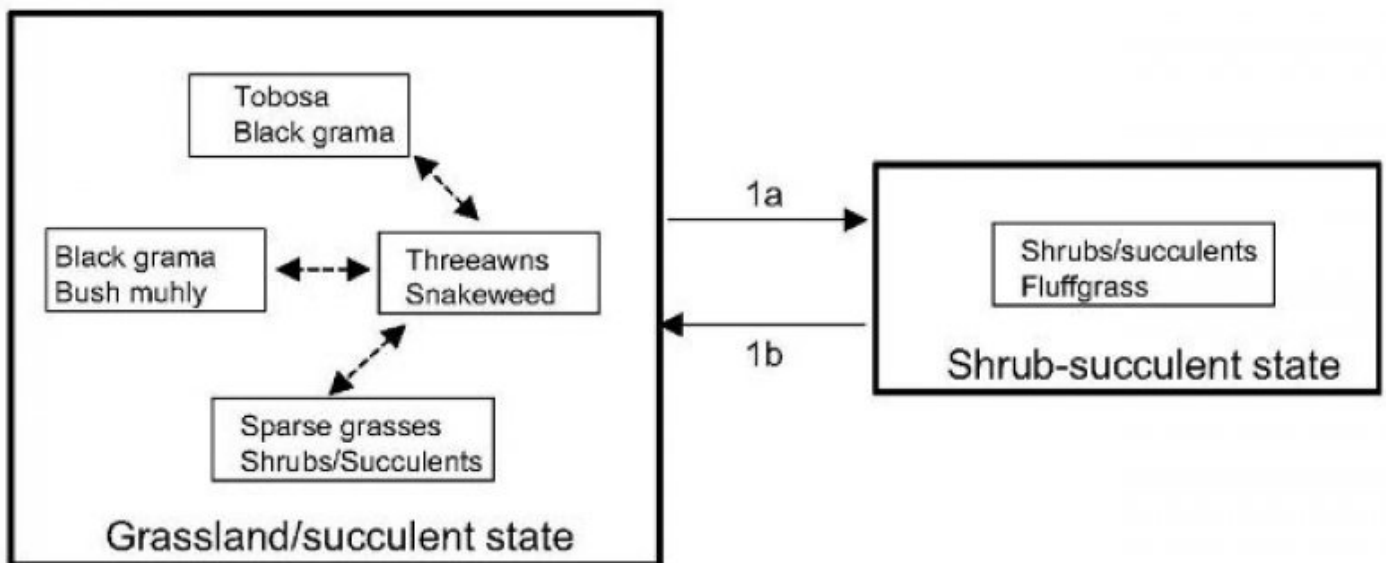 Tobosa
Black grama
Black grama
Bush muhly
Threeawns
Snakeweed
Sparse grasses
Shrubs/Succulents
Grassland/succulent state
1a
1b
Shrubs/succulents
Fluffgrass
Shrub-succulent state